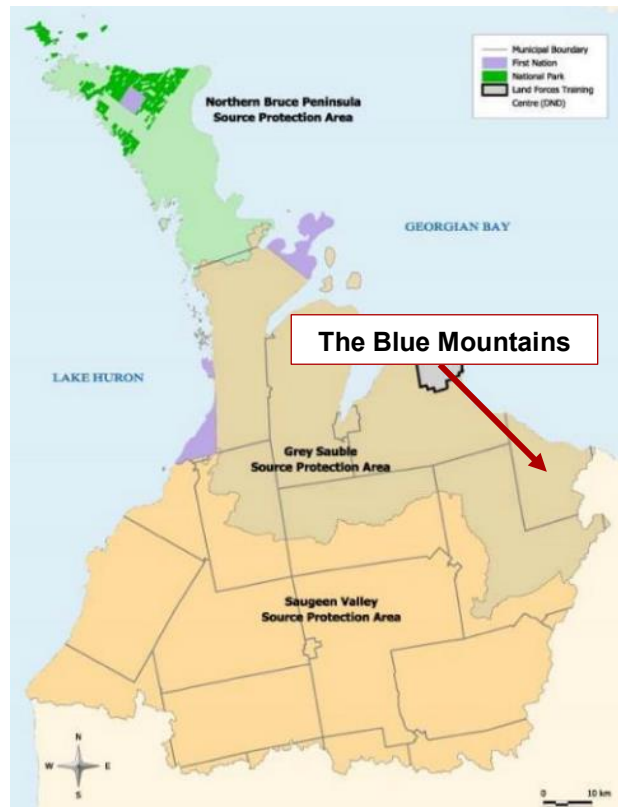 Municipal Boundary
First Nation
National Park
Land Forces Training
Centre (DND)
Northern Bruce Peninsula
Source Protection Area
GEORGIAN BAY
The Blue Mountains
LAKE HURON
Grey Sauble
Source Protection Area
Saugeen Valley
Source Protection Area
N
W E
S
0 10 km